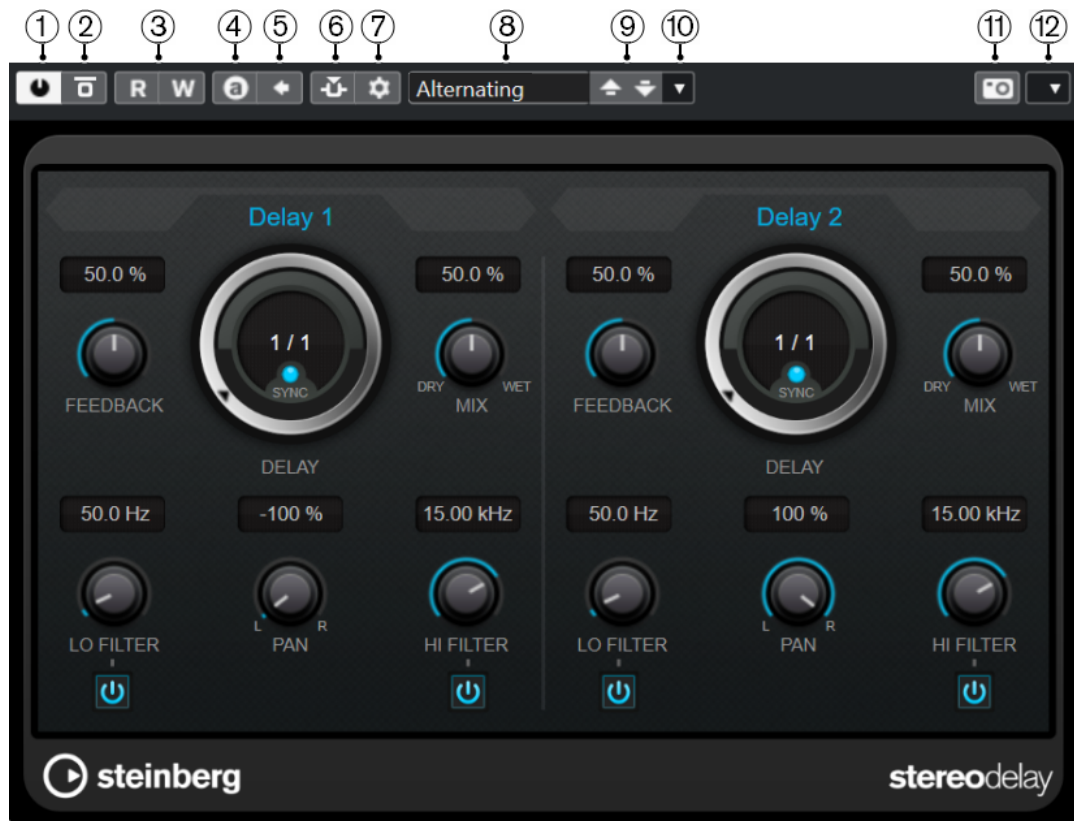 1 2 3 4 5 6 7 8 9 10 11 12
R W a Alternating
Delay 1 Delay 2
50.0 % 50.0 % 50.0 % 50.0 %
1 / 1 1 / 1
SYNC DRY WET SYNC DRY WET
FEEDBACK MIX FEEDBACK MIX
DELAY DELAY
50.0 Hz -100 % 15.00 kHz 50.0 Hz 100 % 15.00 kHz
L R L R
LO FILTER PAN HI FILTER LO FILTER PAN HI FILTER
steinberg stereodelay